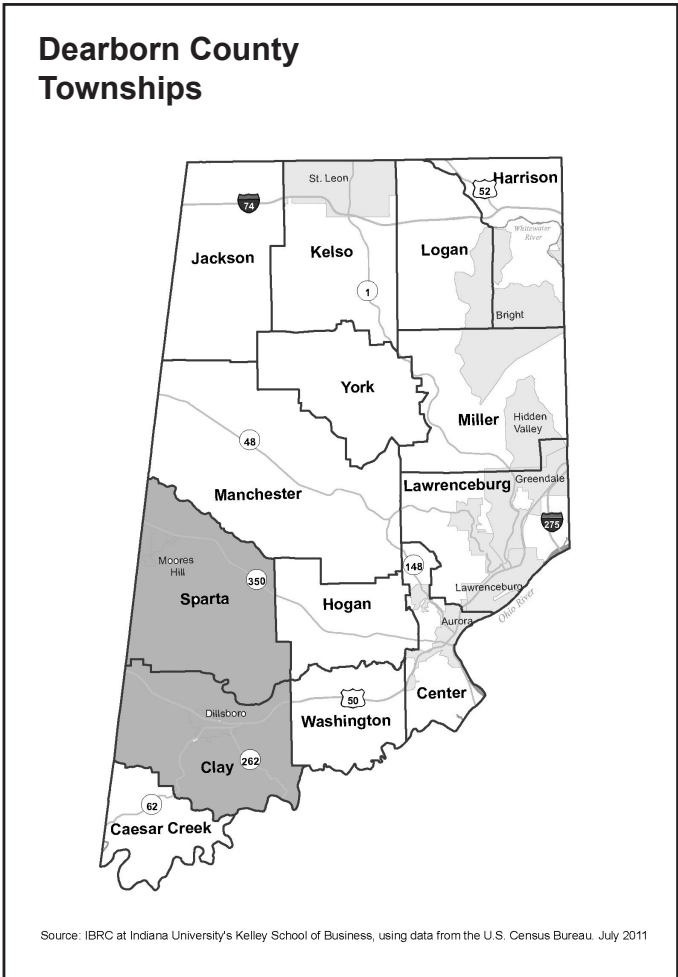 Dearborn County
Townships
St. Leon
Harrison
52
74
Whitewater
River
Jackson
Kelso
Logan
1
Bright
York
Miller
Hidden
Valley
48
Manchester
Lawrenceburg
Greendale
275
Moores
Hill
350
148
Sparta
Hogan
Lawrenceburg
Ohio River
Aurora
Center
50
Washington
Dillsboro
Clay
262
62
Caesar Creek
Source: IBRC at Indiana University's Kelley School of Business, using data from the U.S. Census Bureau. July 2011